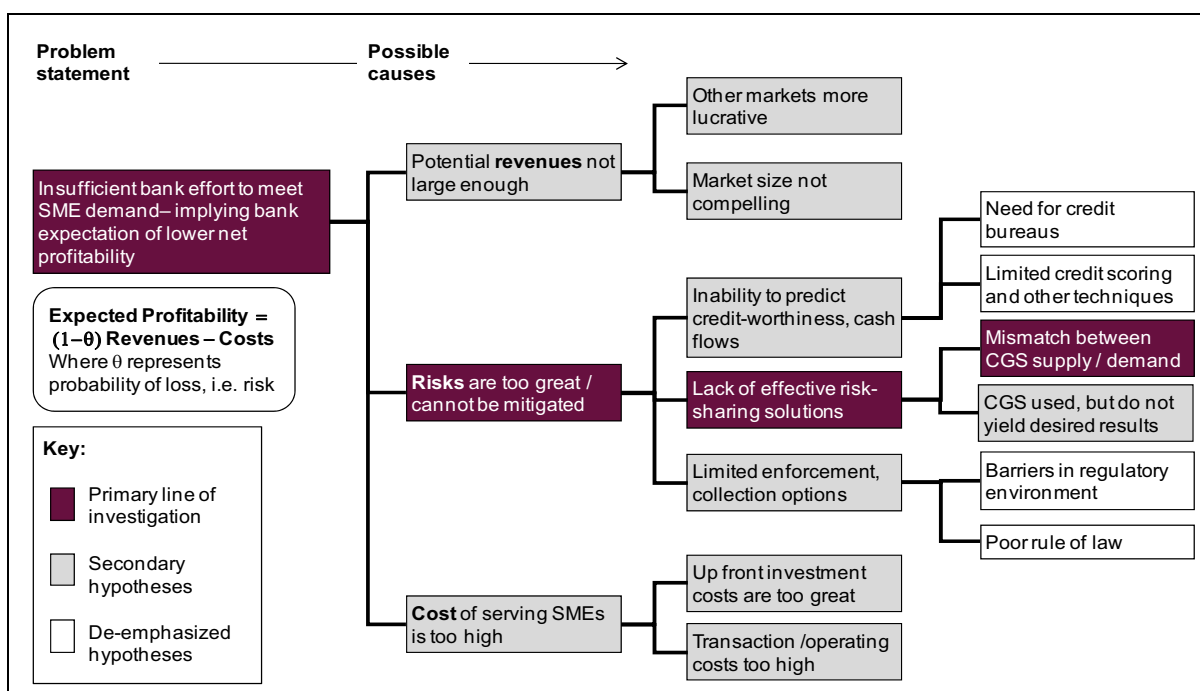 Problem
statement
Possible
causes
Insufficient bank effort to meet
SME demand– implying bank
expectation of lower net
profitability
Expected Profitability =
(1−θ) Revenues – Costs
Where θ represents
probability of loss, i.e. risk
Key:
Primary line of
investigation
Secondary
hypotheses
De-emphasized
hypotheses
Potential revenues not
large enough
Risks are too great /
cannot be mitigated
Cost of serving SMEs
is too high
Other markets more
lucrative
Market size not
compelling
Inability to predict
credit-worthiness, cash
flows
Lack of effective risk-
sharing solutions
Limited enforcement,
collection options
Up front investment
costs are too great
Transaction /operating
costs too high
Need for credit
bureaus
Limited credit scoring
and other techniques
Mismatch between
CGS supply / demand
CGS used, but do not
yield desired results
Barriers in regulatory
environment
Poor rule of law